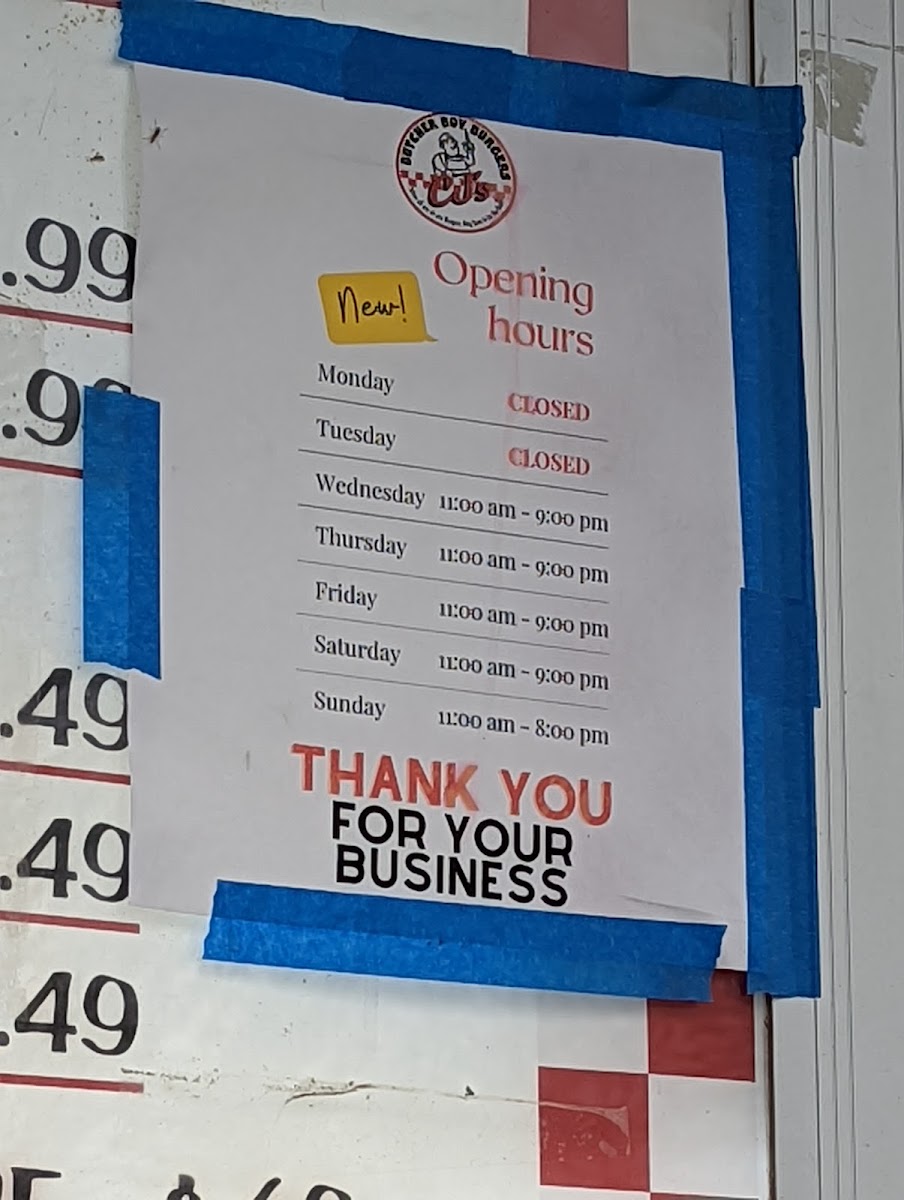 BUTCHER BOY BURGERS
CJ's
Opening
hours
New!
Monday CLOSED
Tuesday CLOSED
Wednesday 11:00 am - 9:00 pm
Thursday 11:00 am - 9:00 pm
Friday 11:00 am - 9:00 pm
Saturday 11:00 am - 9:00 pm
Sunday 11:00 am - 8:00 pm
THANK YOU
FOR YOUR
BUSINESS
.99
.99
.49
.49
.49